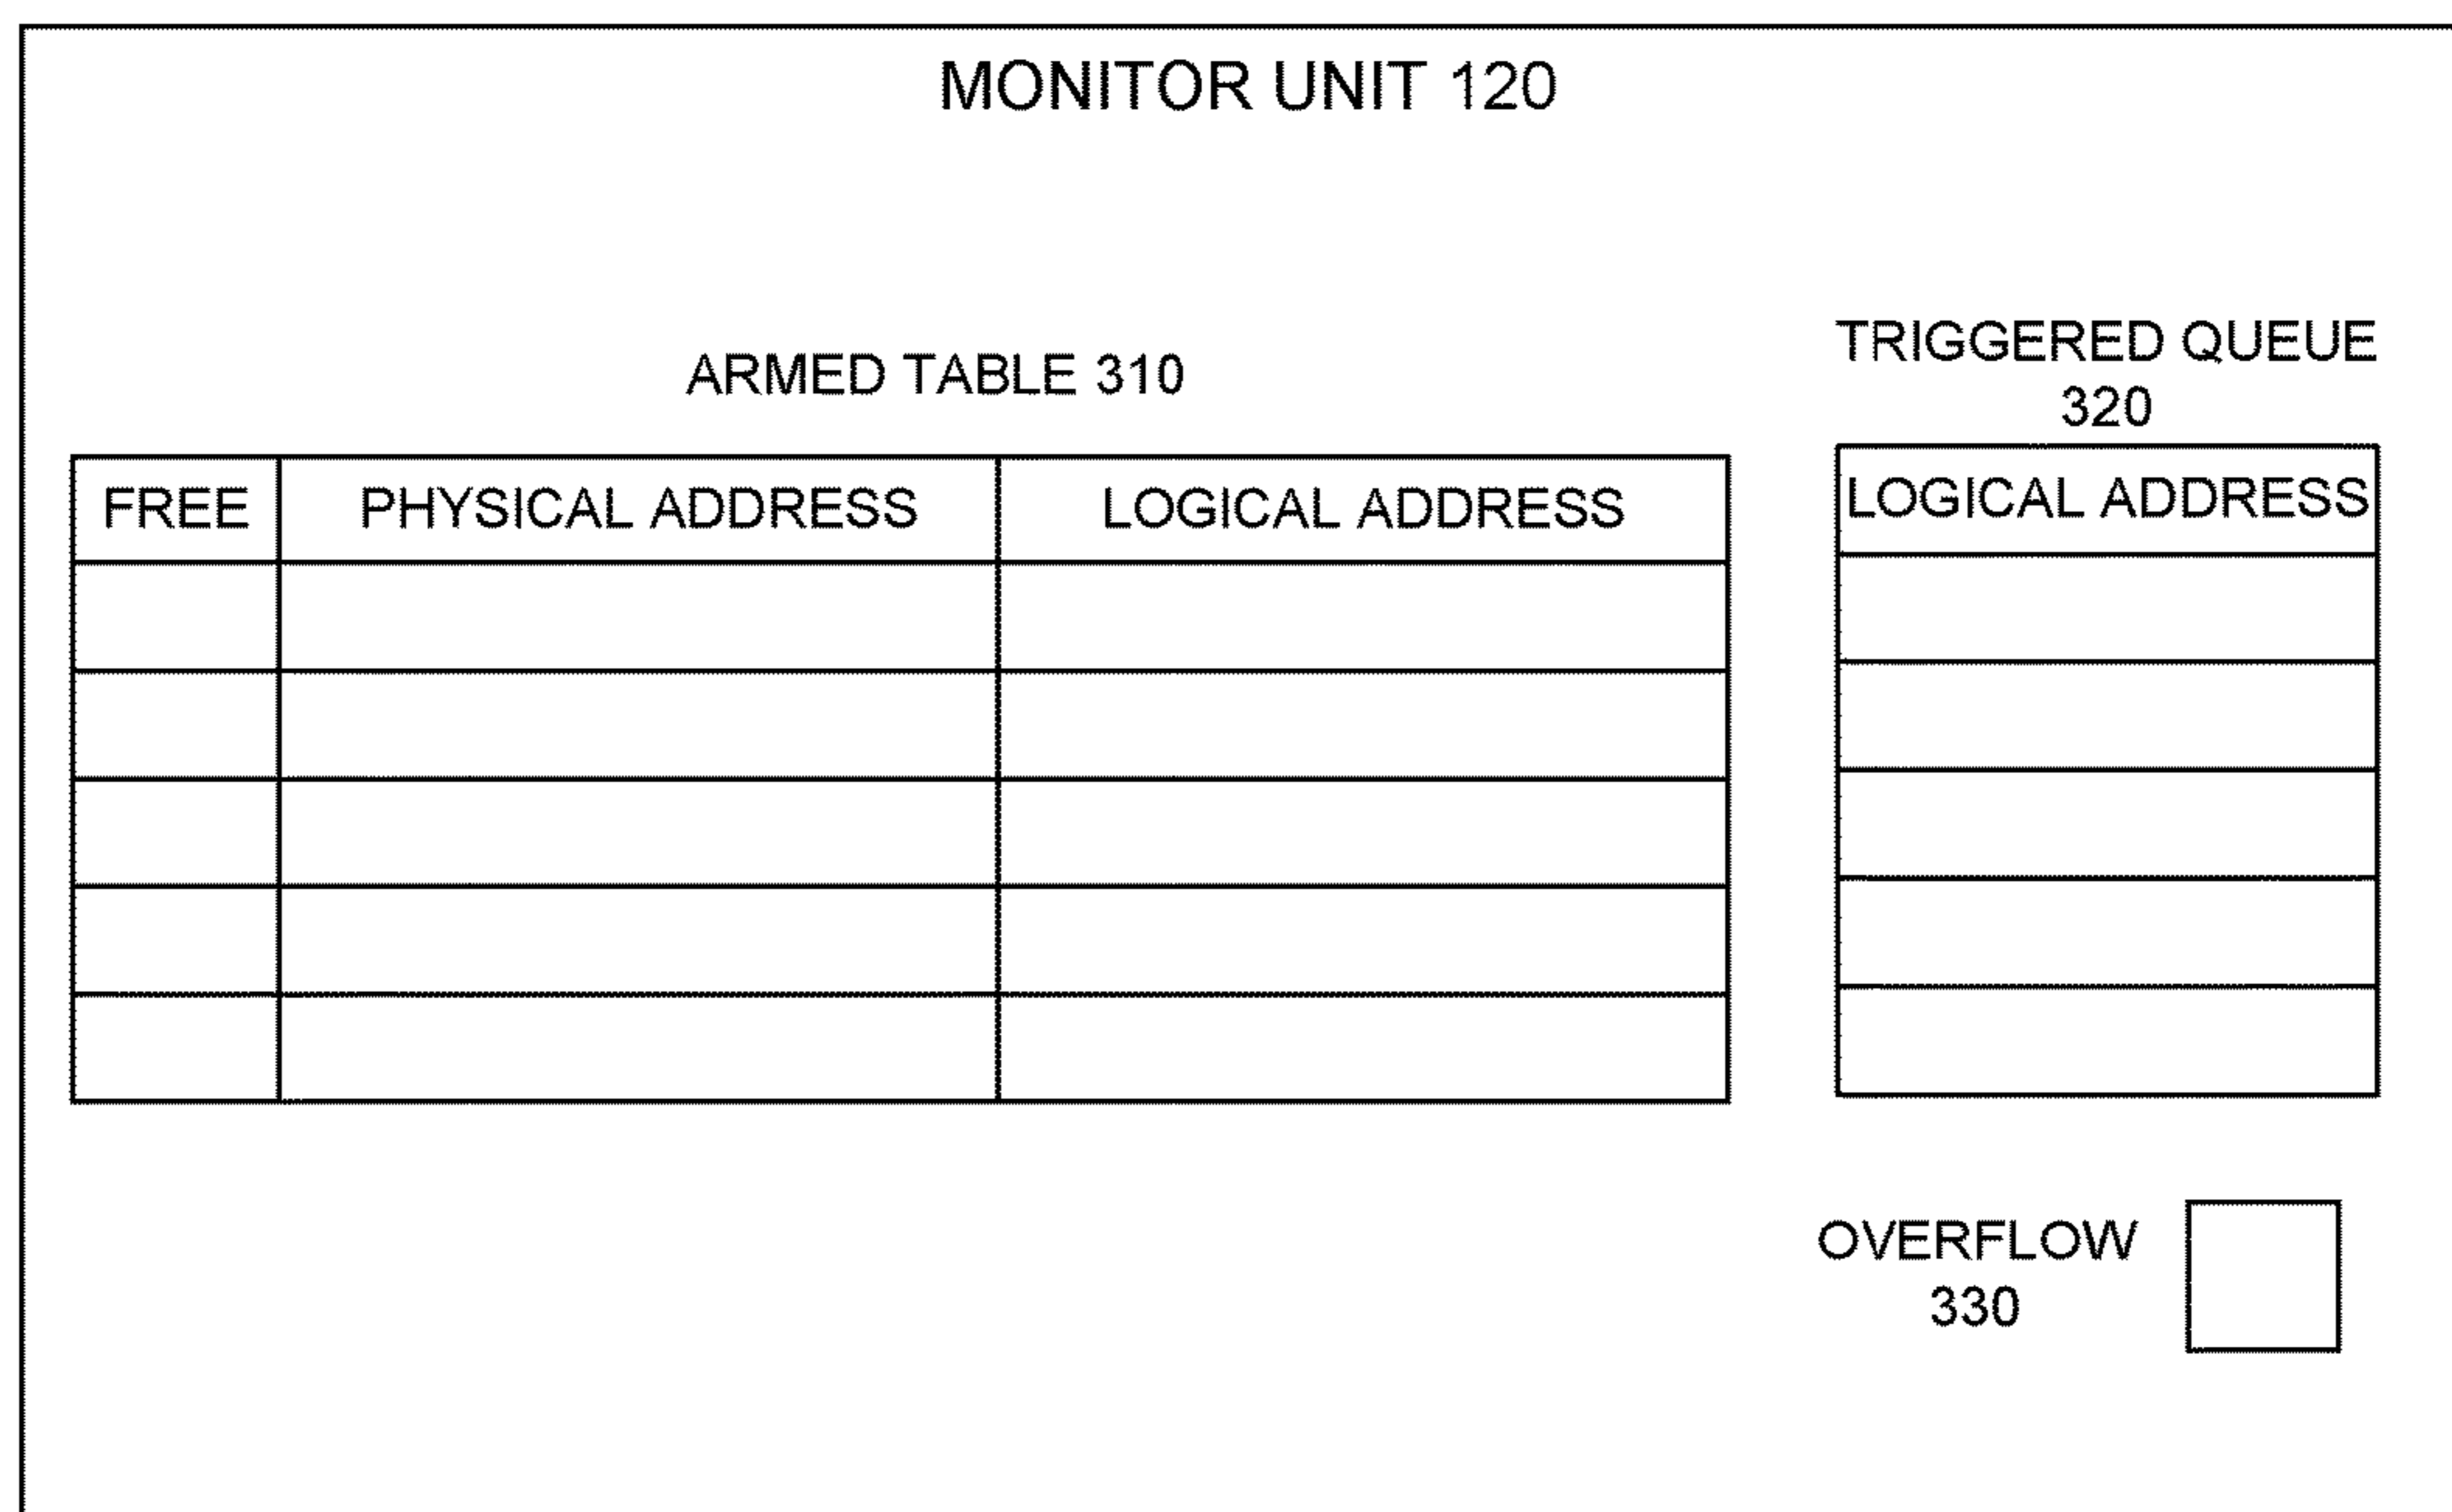 MONITOR UNIT 120
ARMED TABLE 310
TRIGGERED QUEUE
320
FREE
PHYSICAL ADDRESS
LOGICAL ADDRESS
LOGICAL ADDRESS
OVERFLOW
330